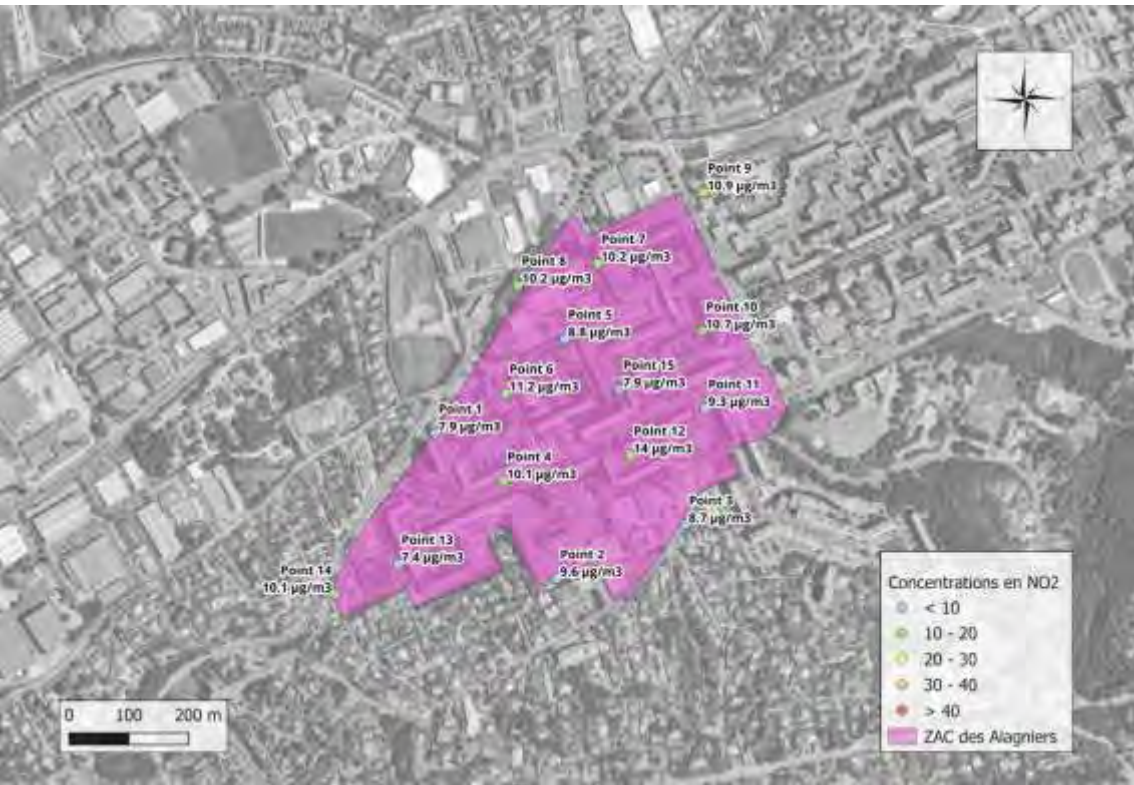 Point 9
10.9 µg/m3
Point 7
10.2 µg/m3
Point 8
10.2 µg/m3
Point 5
8.8 µg/m3
Point 10
10.7 µg/m3
Point 6
11.2 µg/m3
Point 15
7.9 µg/m3
Point 11
9.3 µg/m3
Point 1
7.9 µg/m3
Point 12
14 µg/m3
Point 4
10.1 µg/m3
Point 3
8.7 µg/m3
Point 13
7.4 µg/m3
Point 2
9.6 µg/m3
Point 14
10.1 µg/m3
Concentrations en NO2
< 10
10 - 20
20 - 30
30 - 40
> 40
ZAC des Alagniers
0 100 200 m